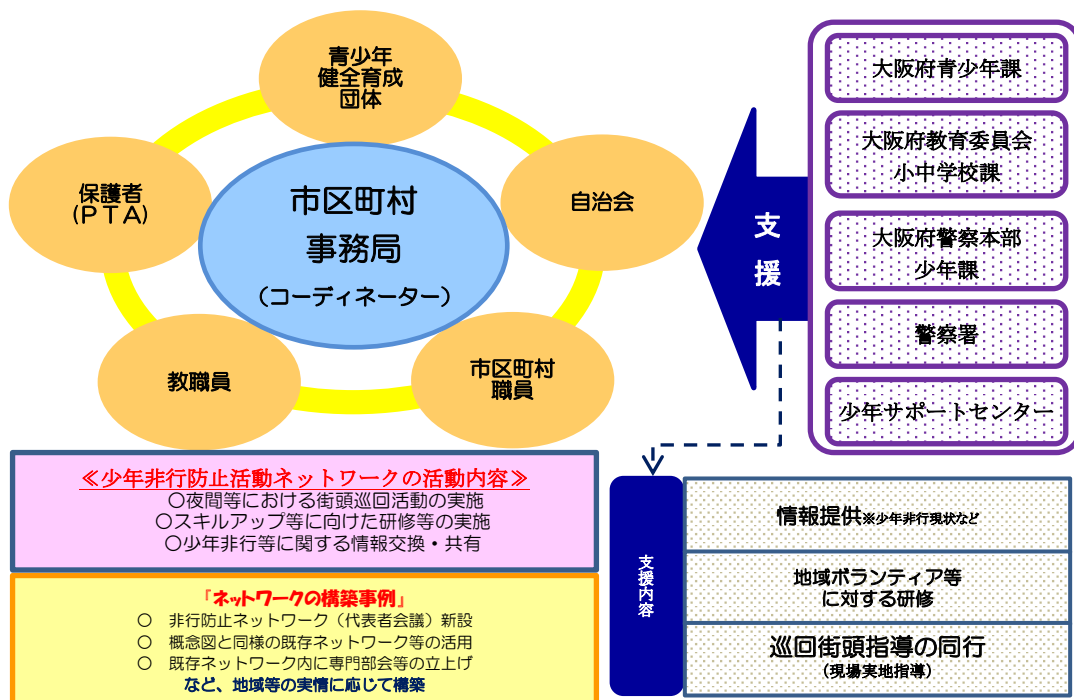 青少年
健全育成
団体
保護者
(ＰＴＡ)
自治会
市区町村
事務局
（コーディネーター）
教職員
市区町村
職員
支
援
大阪府青少年課
大阪府教育委員会
小中学校課
大阪府警察本部
少年課
警察署
少年サポートセンター
≪少年非行防止活動ネットワークの活動内容≫
〇夜間等における街頭巡回活動の実施
〇スキルアップ等に向けた研修等の実施
〇少年非行等に関する情報交換・共有
『ネットワークの構築事例』
〇 非行防止ネットワーク（代表者会議）新設
〇 概念図と同様の既存ネットワーク等の活用
〇 既存ネットワーク内に専門部会等の立上げ
など、地域等の実情に応じて構築
支援内容
情報提供※少年非行現状など
地域ボランティア等
に対する研修
巡回街頭指導の同行
(現場実地指導)